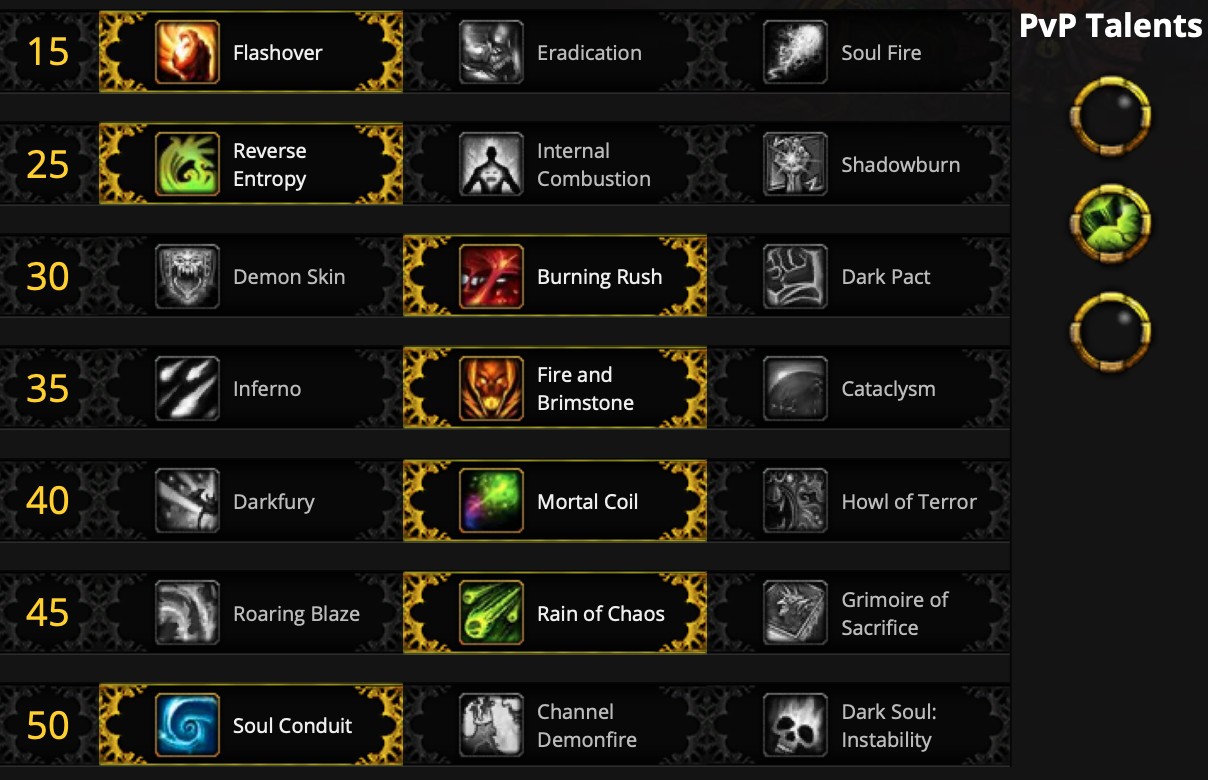 PvP Talents
15 Flashover Eradication Soul Fire
25 Reverse Entropy Internal Combustion Shadowburn
30 Demon Skin Burning Rush Dark Pact
35 Inferno Fire and Brimstone Cataclysm
40 Darkfury Mortal Coil Howl of Terror
45 Roaring Blaze Rain of Chaos Grimoire of Sacrifice
50 Soul Conduit Channel Demonfire Dark Soul: Instability